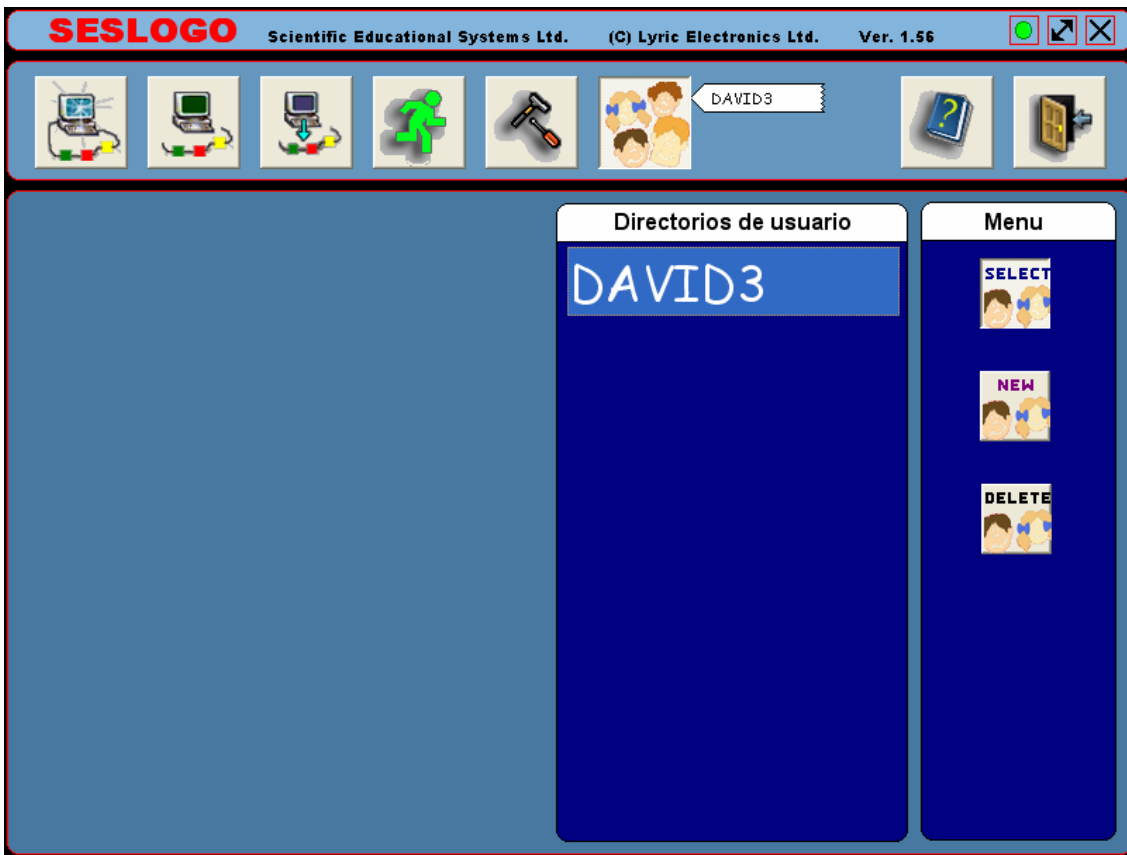 SESLOGO Scientific Educational Systems Ltd. (C) Lyric Electronics Ltd. Ver. 1.56
DAVID3
?
Directorios de usuario
DAVID3
Menu
SELECT
NEW
DELETE